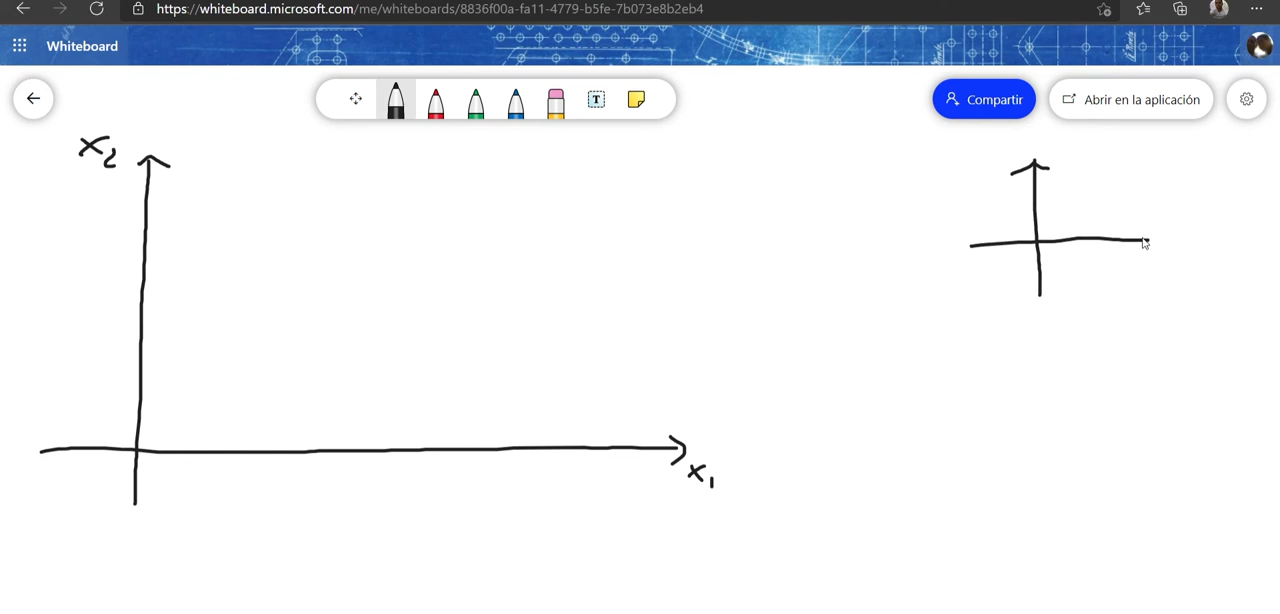 https://whiteboard.microsoft.com/me/whiteboards/8836f00a-fa11-4779-b5fe-7b073e8b2eb4
Whiteboard
T
Compartir
Abrir en la aplicación
x₂
x₁